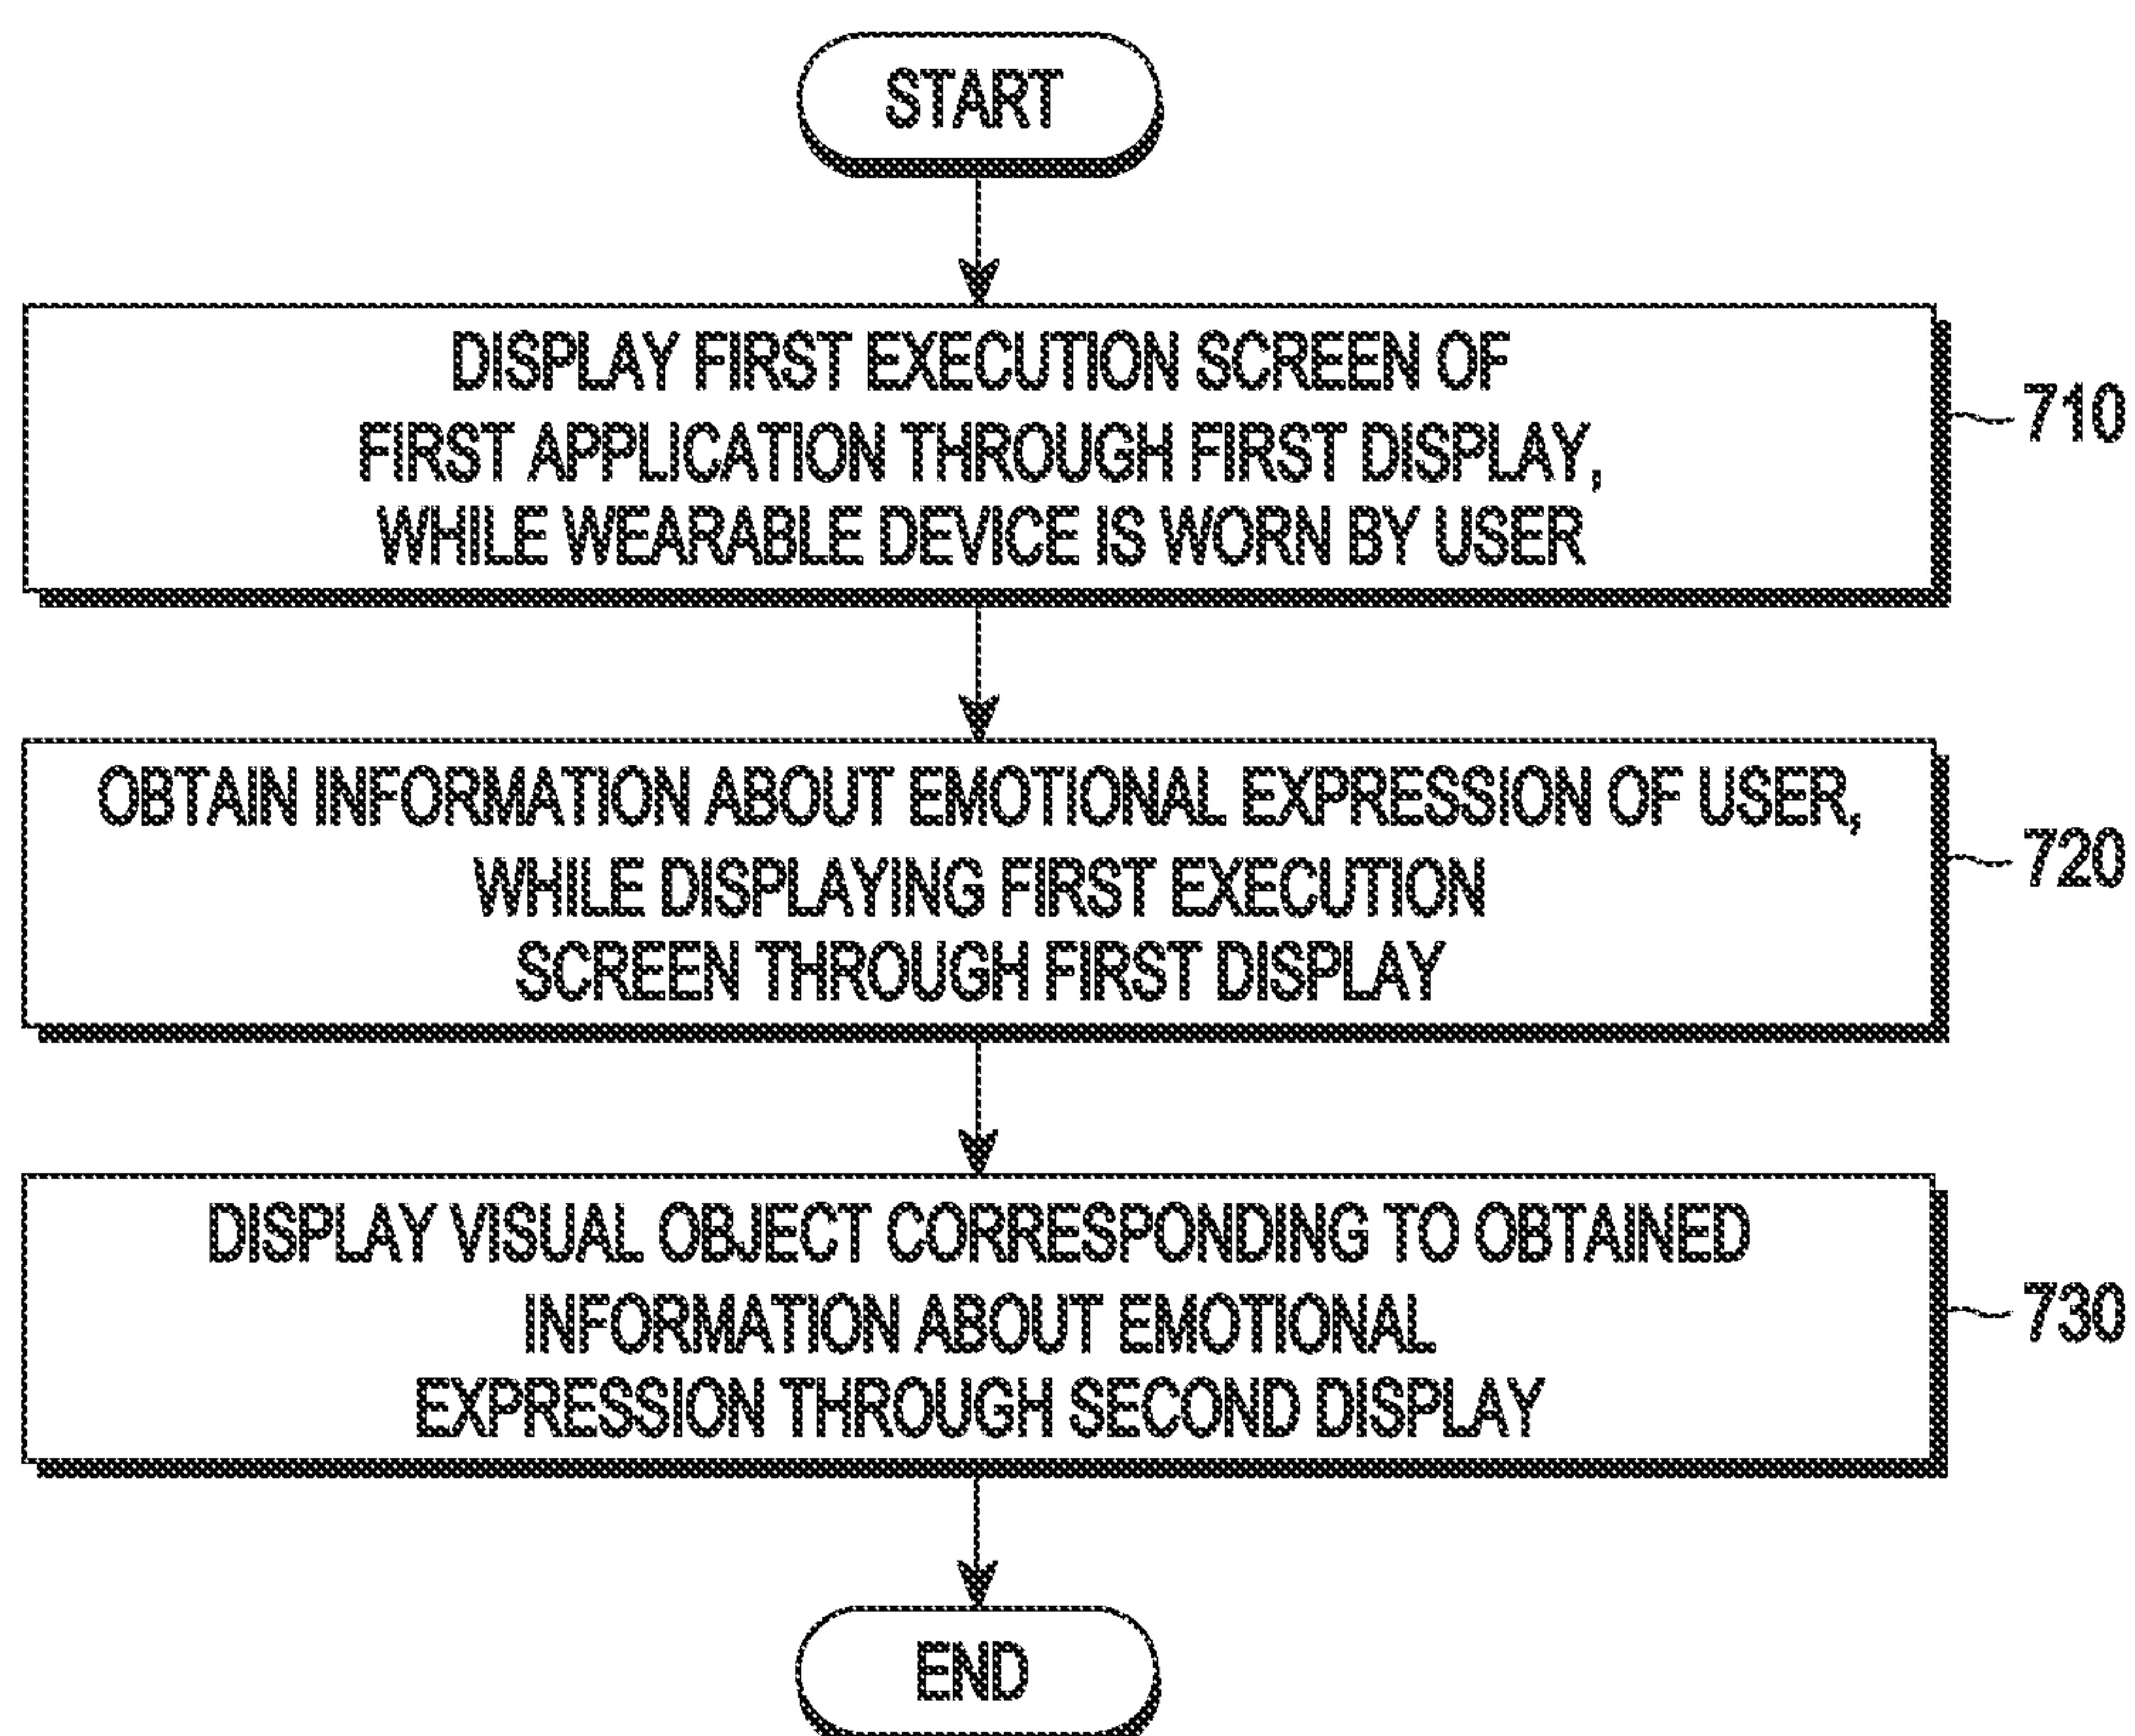 START
DISPLAY FIRST EXECUTION SCREEN OF
FIRST APPLICATION THROUGH FIRST DISPLAY,
WHILE WEARABLE DEVICE IS WORN BY USER
710
OBTAIN INFORMATION ABOUT EMOTIONAL EXPRESSION OF USER,
WHILE DISPLAYING FIRST EXECUTION
SCREEN THROUGH FIRST DISPLAY
720
DISPLAY VISUAL OBJECT CORRESPONDING TO OBTAINED
INFORMATION ABOUT EMOTIONAL
EXPRESSION THROUGH SECOND DISPLAY
730
END